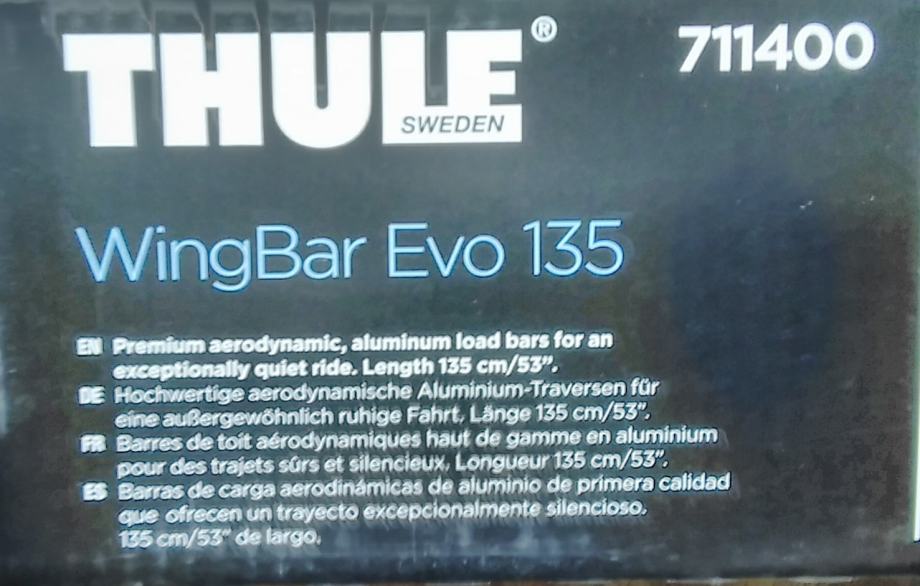 THULE®
SWEDEN
711400
WingBar Evo 135
EN Premium aerodynamic, aluminum load bars for an
exceptionally quiet ride. Length 135 cm/53”.
DE Hochwertige aerodynamische Aluminium-Traversen für
eine außergewöhnlich ruhige Fahrt. Länge 135 cm/53”.
FR Barres de toit aérodynamiques haut de gamme en aluminium
pour des trajets sûrs et silencieux. Longueur 135 cm/53”.
ES Barras de carga aerodinámicas de aluminio de primera calidad
que ofrecen un trayecto excepcionalmente silencioso.
135 cm/53” de largo.